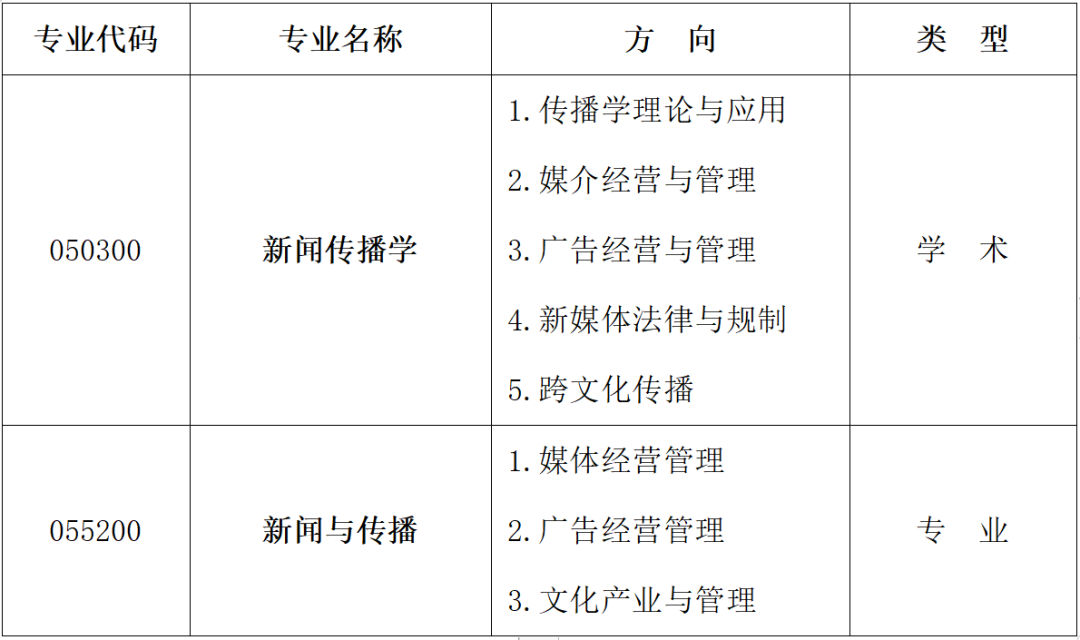 专业代码 专业名称 方 向 类 型
050300 新闻传播学 1.传播学理论与应用 学 术
2.媒介经营与管理
3.广告经营与管理
4.新媒体法律与规制
5.跨文化传播
055200 新闻与传播 1.媒体经营管理 专 业
2.广告经营管理
3.文化产业与管理